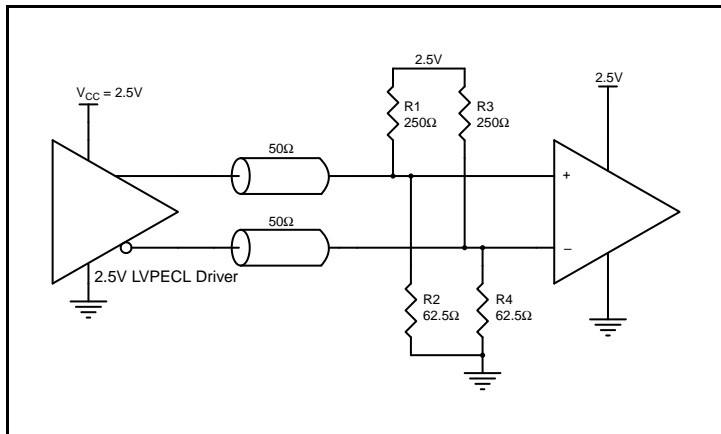 2.5V
V_CC = 2.5V
2.5V
R1
250Ω
R3
250Ω
50Ω
+
50Ω
–
2.5V LVPECL Driver
R2
62.5Ω
R4
62.5Ω